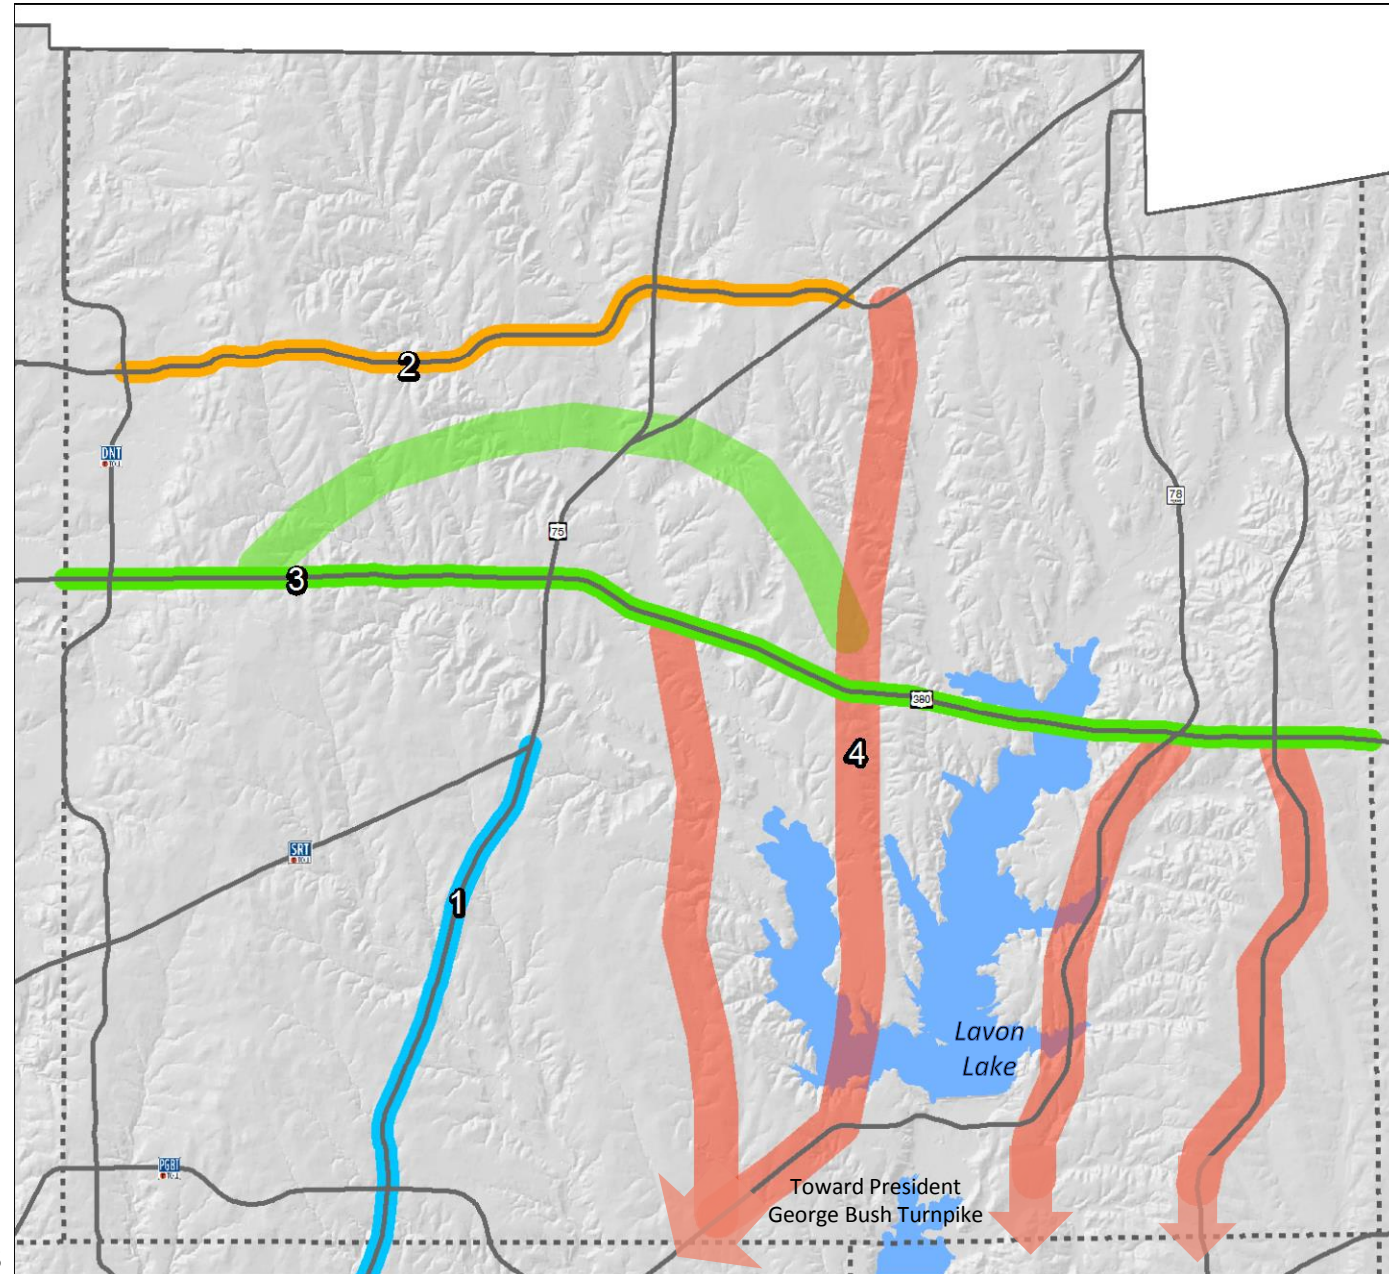 2
DNT
75
78
3
380
4
SRT
1
Lavon
Lake
PGBT
Toward President
George Bush Turnpike